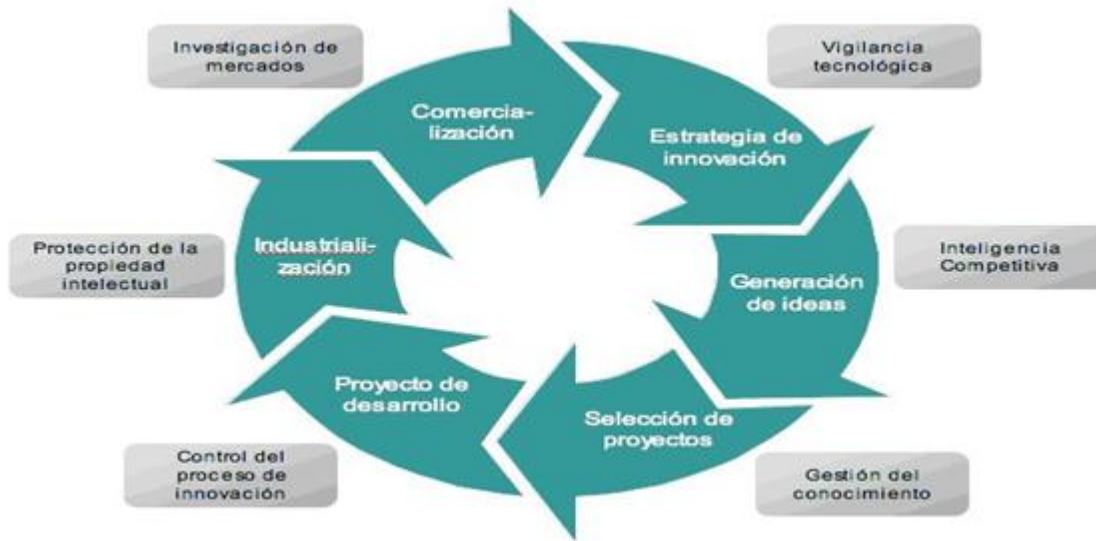 Investigación de
mercados
Vigilancia
tecnológica
Comercia-
lización
Estrategia de
innovación
Protección de la
propiedad
intelectual
Industriali-
zación
Generación
de ideas
Inteligencia
Competitiva
Proyecto de
desarrollo
Selección de
proyectos
Control del
proceso de
innovación
Gestión del
conocimiento